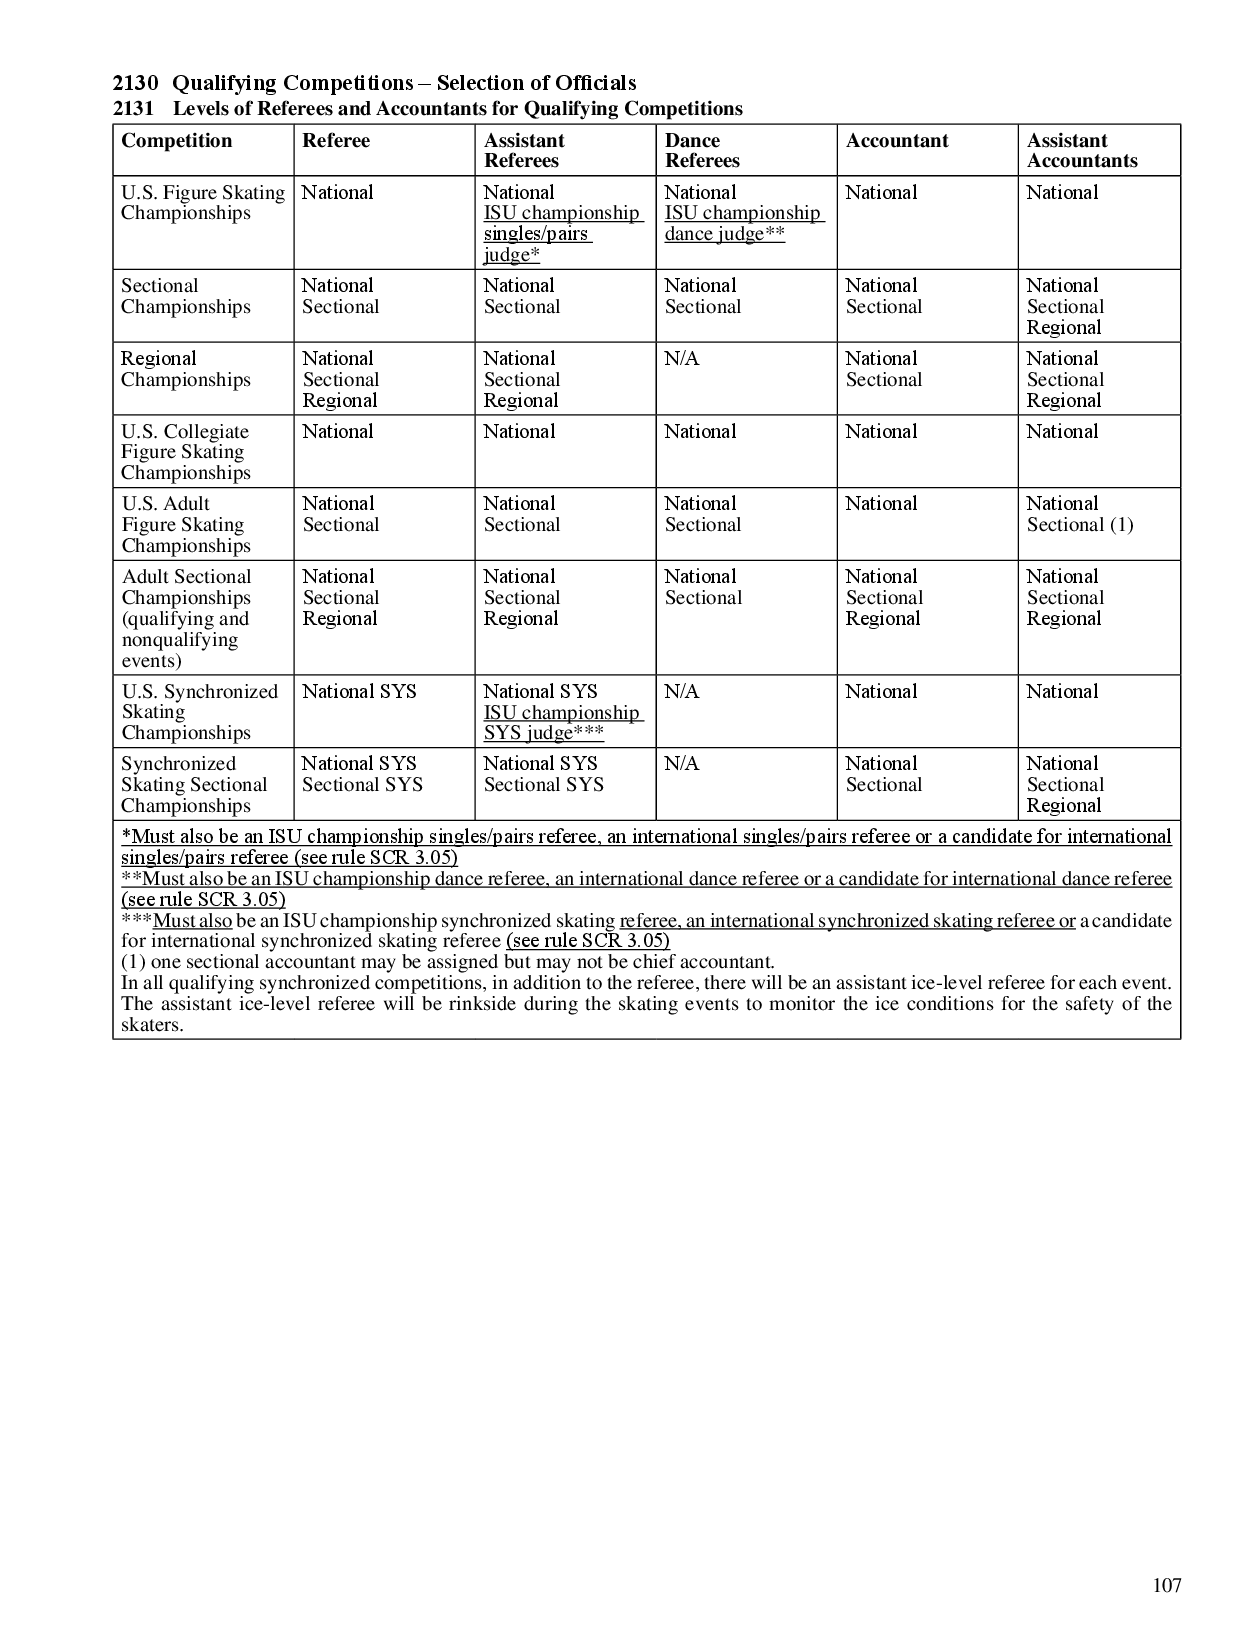 2130 Qualifying Competitions – Selection of Officials
2131 Levels of Referees and Accountants for Qualifying Competitions
Competition Referee Assistant Referees Dance Referees Accountant Assistant Accountants
U.S. Figure Skating Championships
National
National
ISU championship
singles/pairs
judge*
National
ISU championship
dance judge**
National
National
Sectional
Championships
National
Sectional
National
Sectional
National
Sectional
National
Sectional
National
Sectional
Regional
Regional
Championships
National
Sectional
Regional
National
Sectional
Regional
N/A
National
Sectional
National
Sectional
Regional
U.S. Collegiate
Figure Skating
Championships
National
National
National
National
National
U.S. Adult
Figure Skating
Championships
National
Sectional
National
Sectional
National
Sectional
National
National
Sectional (1)
Adult Sectional
Championships
(qualifying and
nonqualifying
events)
National
Sectional
Regional
National
Sectional
Regional
National
Sectional
National
Sectional
Regional
National
Sectional
Regional
U.S. Synchronized
Skating
Championships
National SYS
National SYS
ISU championship
SYS judge***
N/A
National
National
Synchronized
Skating Sectional
Championships
National SYS
Sectional SYS
National SYS
Sectional SYS
N/A
National
Sectional
National
Sectional
Regional
*Must also be an ISU championship singles/pairs referee, an international singles/pairs referee or a candidate for international
singles/pairs referee (see rule SCR 3.05)
**Must also be an ISU championship dance referee, an international dance referee or a candidate for international dance referee
(see rule SCR 3.05)
***Must also be an ISU championship synchronized skating referee, an international synchronized skating referee or a candidate
for international synchronized skating referee (see rule SCR 3.05)
(1) one sectional accountant may be assigned but may not be chief accountant.
In all qualifying synchronized competitions, in addition to the referee, there will be an assistant ice-level referee for each event.
The assistant ice-level referee will be rinkside during the skating events to monitor the ice conditions for the safety of the
skaters.
107